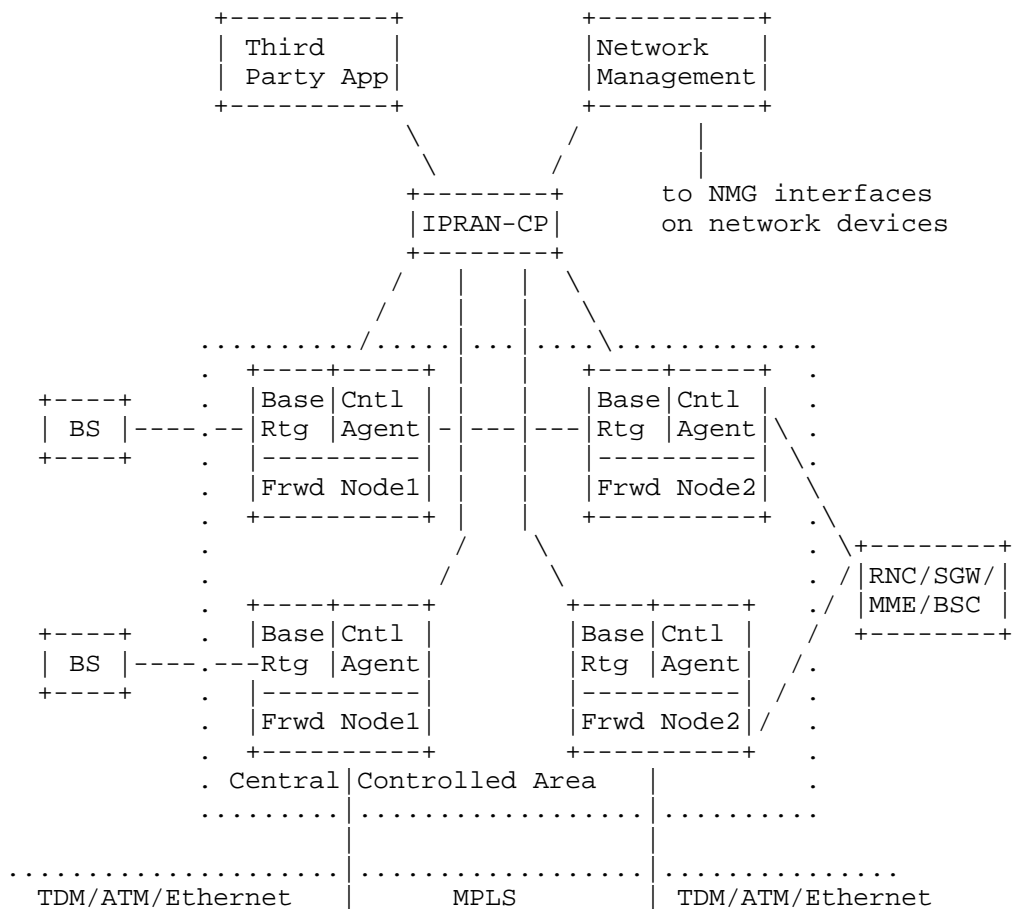 Third
Party App
Network
Management
to NMG interfaces
on network devices
IPRAN-CP
Base Cntl
Rtg Agent
Frwd Node1
Base Cntl
Rtg Agent
Frwd Node2
BS
RNC/SGW/
MME/BSC
Base Cntl
Rtg Agent
Frwd Node1
Base Cntl
Rtg Agent
Frwd Node2
BS
Central Controlled Area
TDM/ATM/Ethernet MPLS TDM/ATM/Ethernet